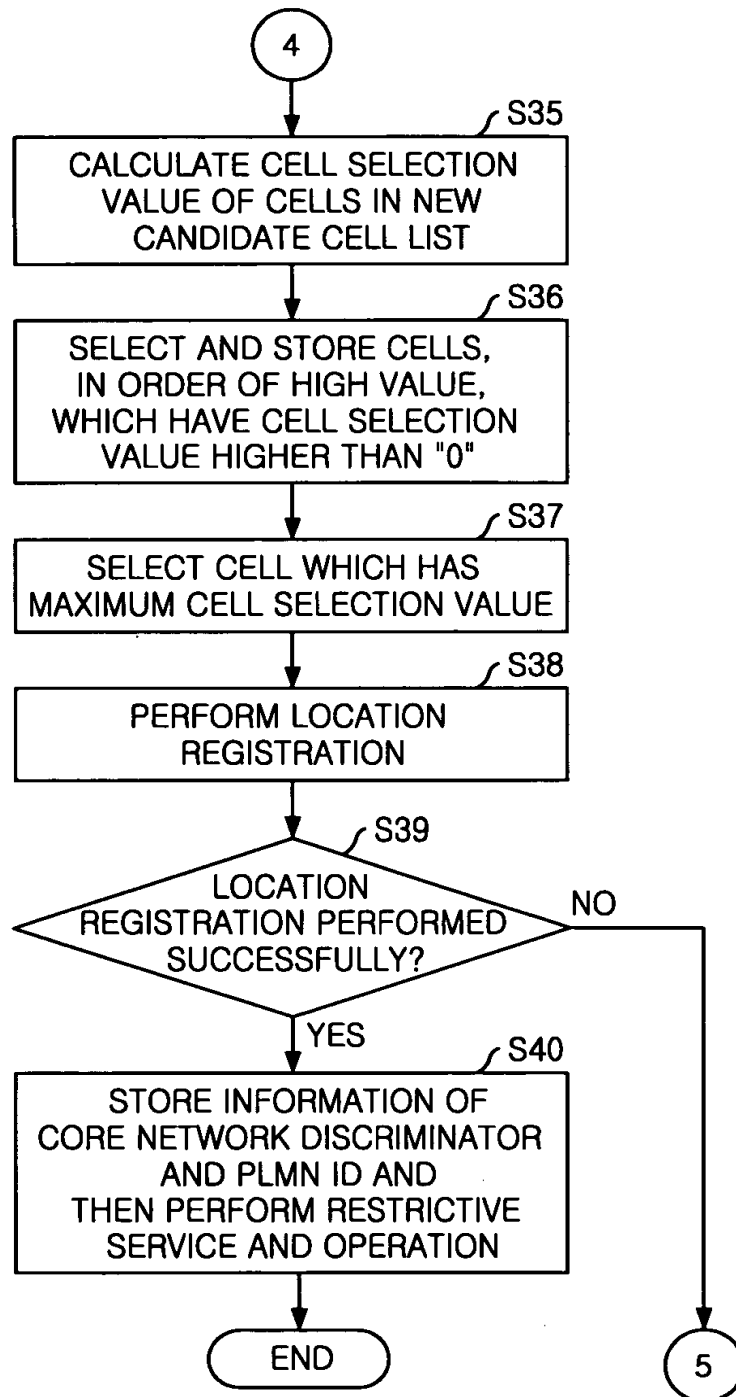 4
S35
CALCULATE CELL SELECTION
VALUE OF CELLS IN NEW
CANDIDATE CELL LIST
S36
SELECT AND STORE CELLS,
IN ORDER OF HIGH VALUE,
WHICH HAVE CELL SELECTION
VALUE HIGHER THAN "0"
S37
SELECT CELL WHICH HAS
MAXIMUM CELL SELECTION VALUE
S38
PERFORM LOCATION
REGISTRATION
S39
LOCATION
REGISTRATION PERFORMED
SUCCESSFULLY?
NO
YES
S40
STORE INFORMATION OF
CORE NETWORK DISCRIMINATOR
AND PLMN ID AND
THEN PERFORM RESTRICTIVE
SERVICE AND OPERATION
END
5